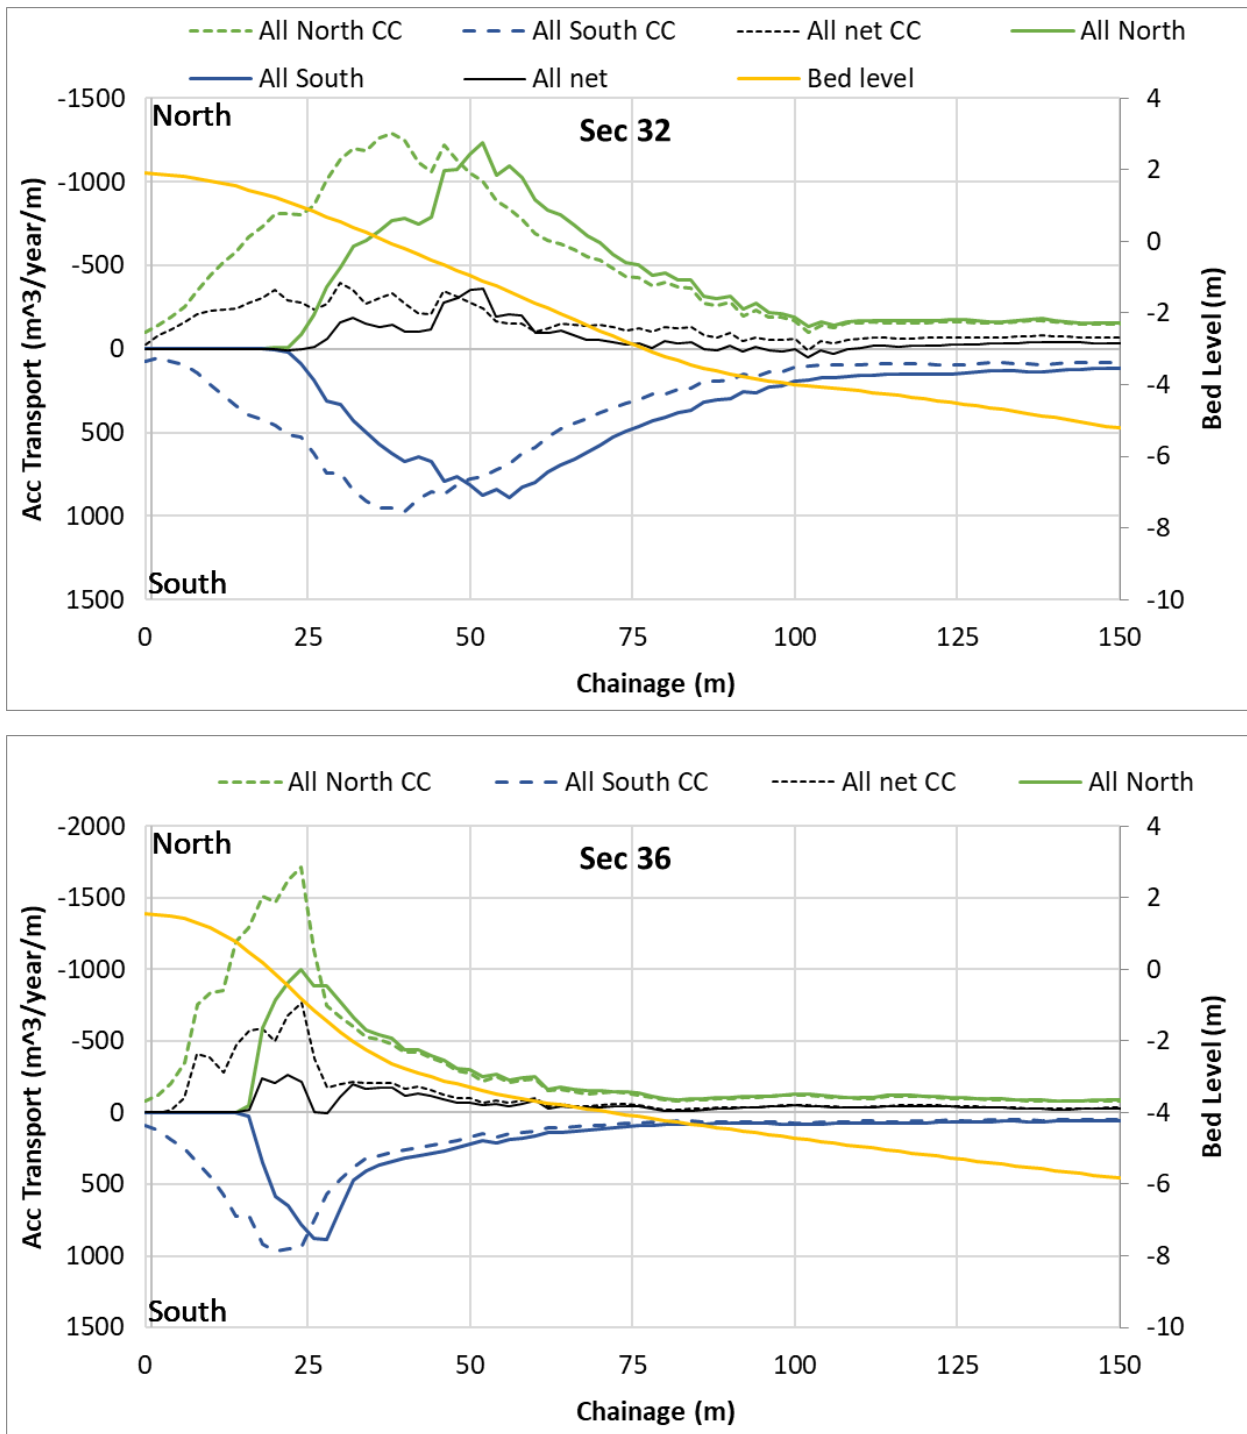 All North CC All South CC All net CC All North
All South All net Bed level
North
Sec 32
-1500
-1000
-500
0
500
1000
1500
Acc Transport (m^3/year/m)
4
2
0
-2
-4
-6
-8
-10
Bed Level (m)
South
0 25 50 75 100 125 150
Chainage (m)
All North CC All South CC All net CC All North
North
Sec 36
-2000
-1500
-1000
-500
0
500
1000
1500
Acc Transport (m^3/year/m)
4
2
0
-2
-4
-6
-8
-10
Bed Level (m)
South
0 25 50 75 100 125 150
Chainage (m)